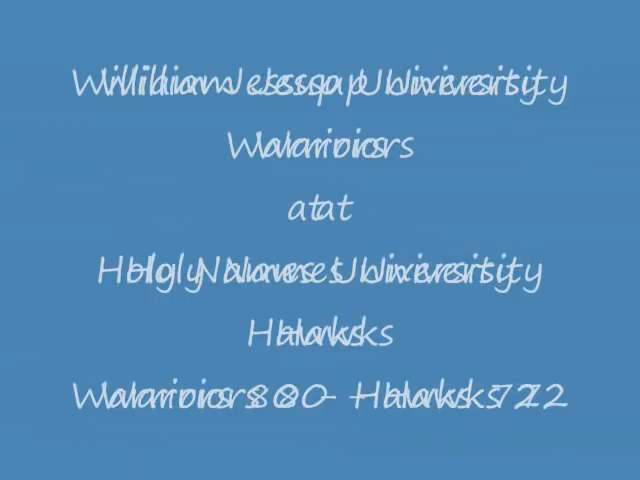 William Jessup University
Warriors
at
Holy Names University
Hawks
Warriors 80 - Hawks 72